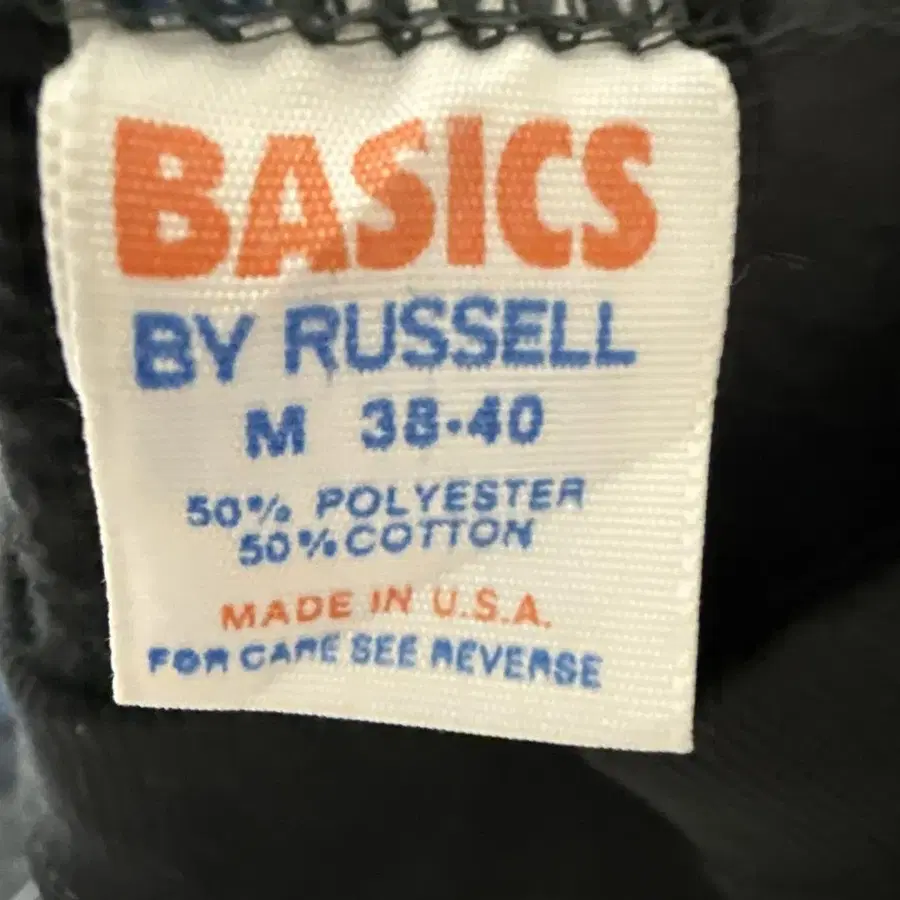 BASICS
BY RUSSELL
M 38-40
50% POLYESTER
50% COTTON
MADE IN U.S.A.
FOR CARE SEE REVERSE